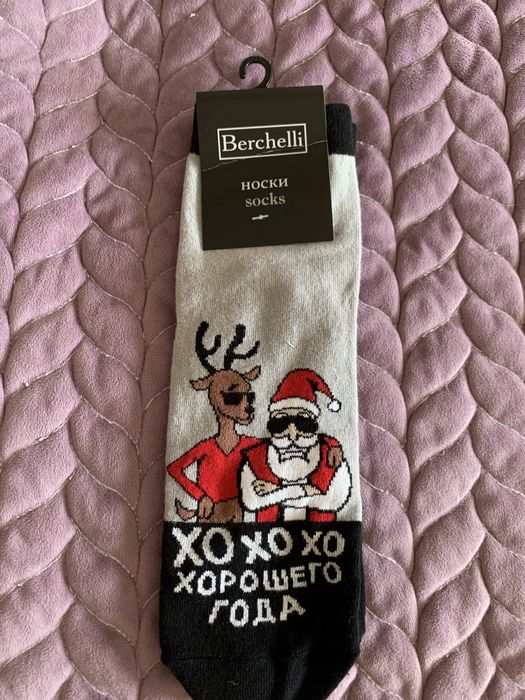 Berchelli
носки
socks
ХО ХО ХО
ХОРОШЕГО
ГОДА